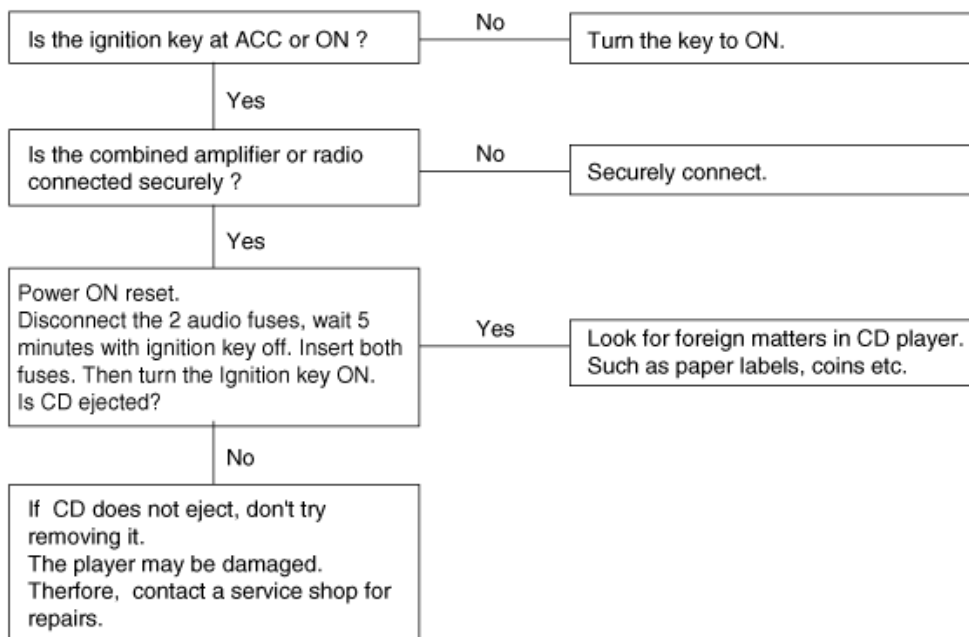 Is the ignition key at ACC or ON ?
No
Turn the key to ON.
Yes
Is the combined amplifier or radio
connected securely ?
No
Securely connect.
Yes
Power ON reset.
Disconnect the 2 audio fuses, wait 5
minutes with ignition key off. Insert both
fuses. Then turn the Ignition key ON.
Is CD ejected?
Yes
Look for foreign matters in CD player.
Such as paper labels, coins etc.
No
If CD does not eject, don't try
removing it.
The player may be damaged.
Therfore, contact a service shop for
repairs.